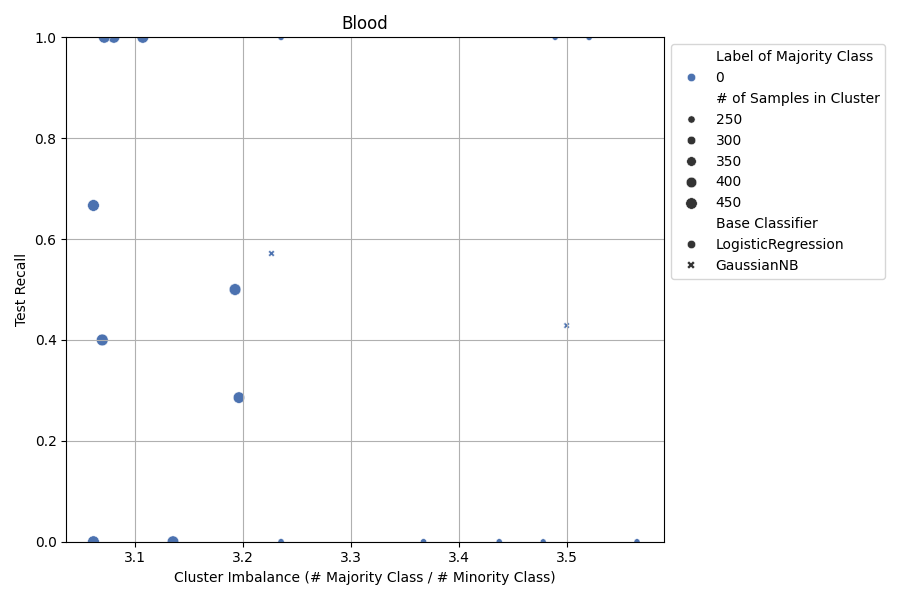 Blood
1.0
0.8
0.6
0.4
0.2
0.0
Test Recall
3.1 3.2 3.3 3.4 3.5
Cluster Imbalance (# Majority Class / # Minority Class)
Label of Majority Class
0
# of Samples in Cluster
250
300
350
400
450
Base Classifier
LogisticRegression
GaussianNB